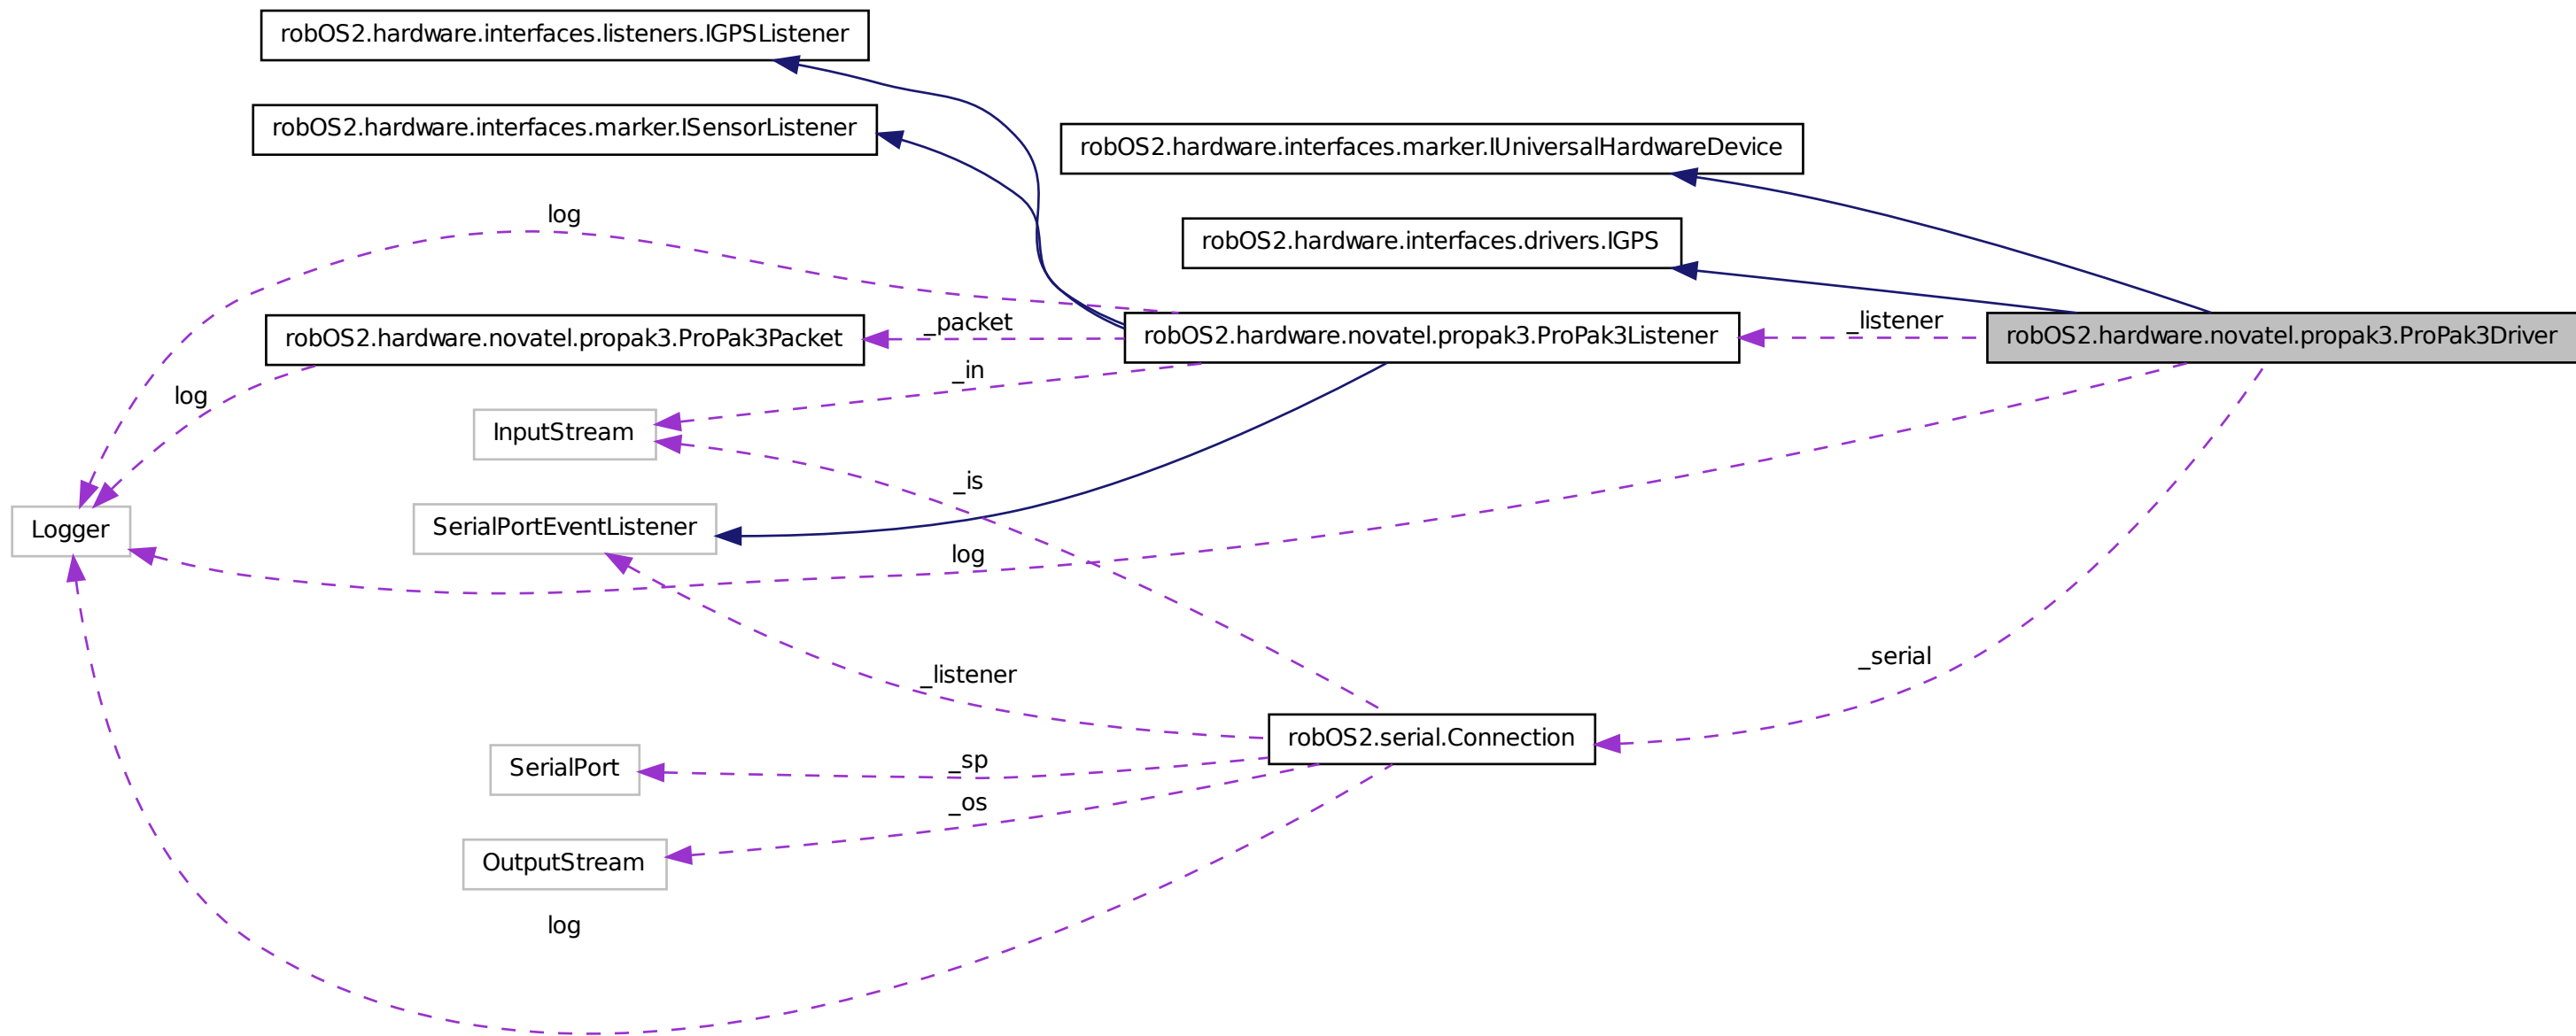 robOS2.hardware.interfaces.listeners.IGPSListener
robOS2.hardware.interfaces.marker.ISensorListener
robOS2.hardware.interfaces.marker.IUniversalHardwareDevice
log
robOS2.hardware.interfaces.drivers.IGPS
_packet
_listener
robOS2.hardware.novatel.propak3.ProPak3Packet
robOS2.hardware.novatel.propak3.ProPak3Listener
robOS2.hardware.novatel.propak3.ProPak3Driver
_in
log
InputStream
_is
SerialPortEventListener
Logger
log
_serial
_listener
robOS2.serial.Connection
_sp
SerialPort
_os
OutputStream
log